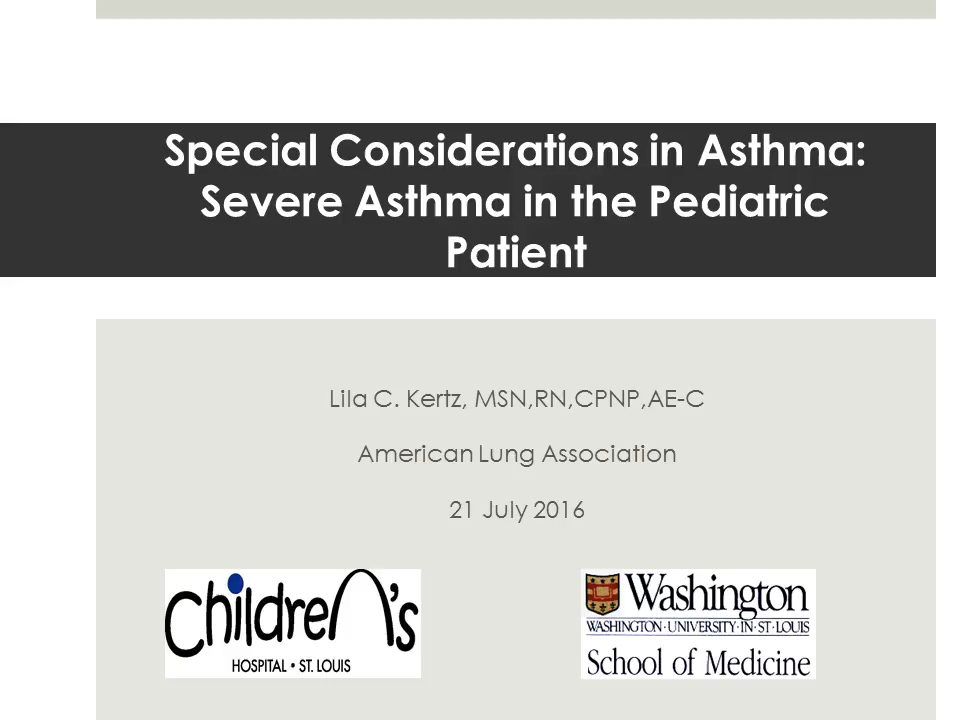 Special Considerations in Asthma:
Severe Asthma in the Pediatric
Patient
Lila C. Kertz, MSN,RN,CPNP,AE-C
American Lung Association
21 July 2016
Children's
HOSPITAL • ST. LOUIS
Washington
WASHINGTON·UNIVERSITY·IN·ST·LOUIS
School of Medicine